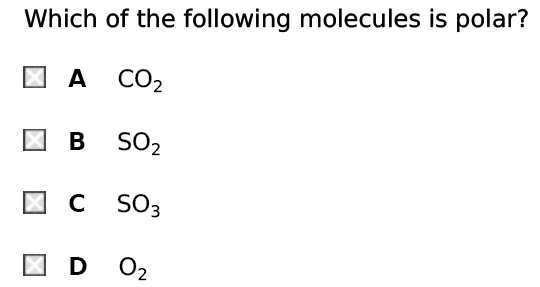 Which of the following molecules is polar?
A CO₂
B SO₂
C SO₃
D O₂